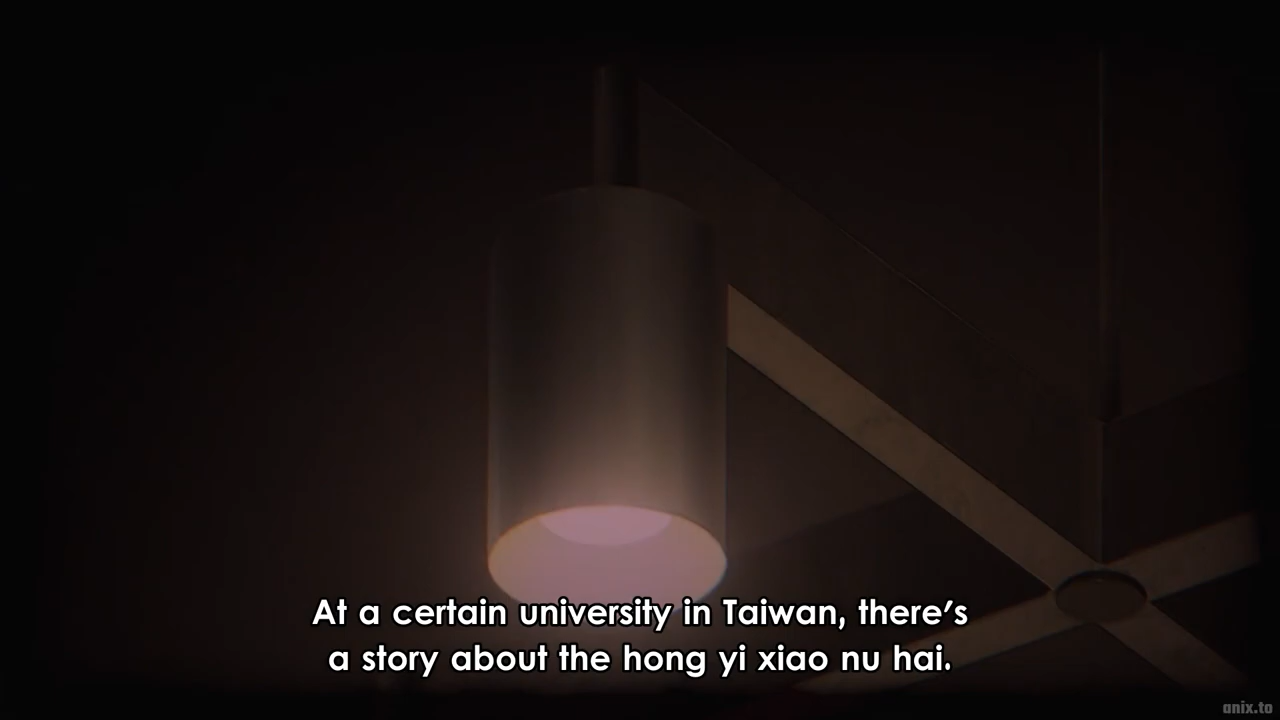 At a certain university in Taiwan, there's
a story about the hong yi xiao nu hai.
anix.to